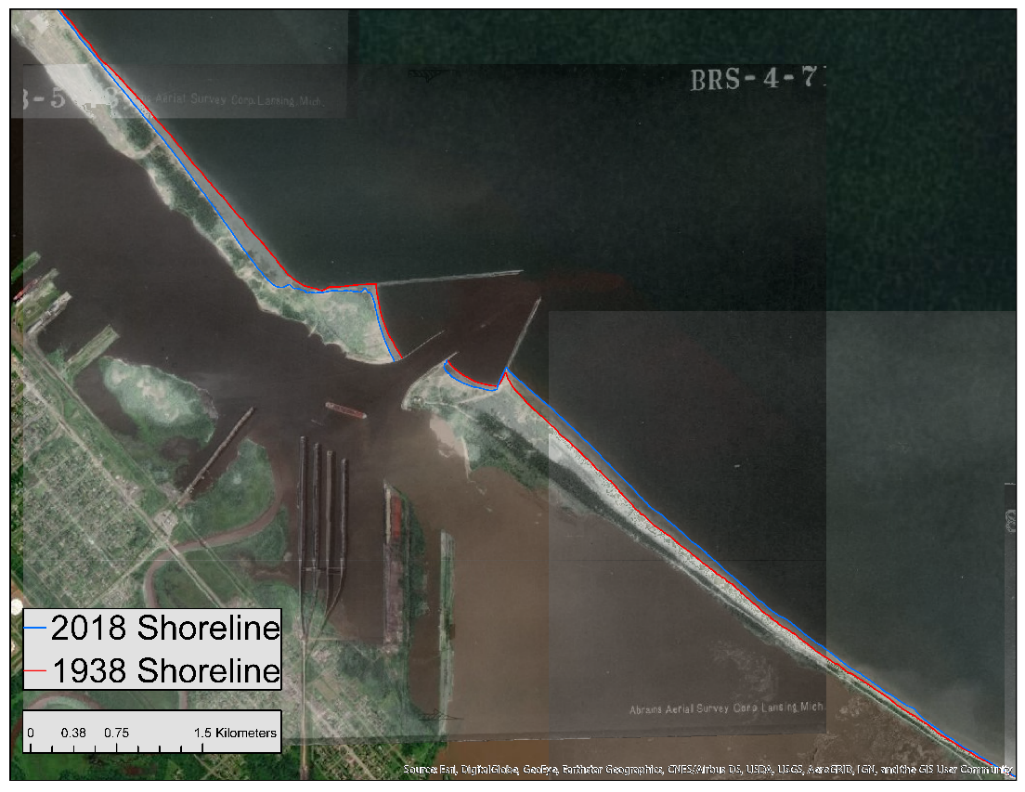 BRS-4-7
Aerial Survey Corp. Lansing, Mich.
2018 Shoreline
1938 Shoreline
0 0.38 0.75 1.5 Kilometers
Abrams Aerial Survey Corp. Lansing, Mich.
Source: Esri, DigitalGlobe, GeoEye, Earthstar Geographics, CNES/Airbus DS, USDA, USGS, AeroGRID, IGN, and the GIS User Community